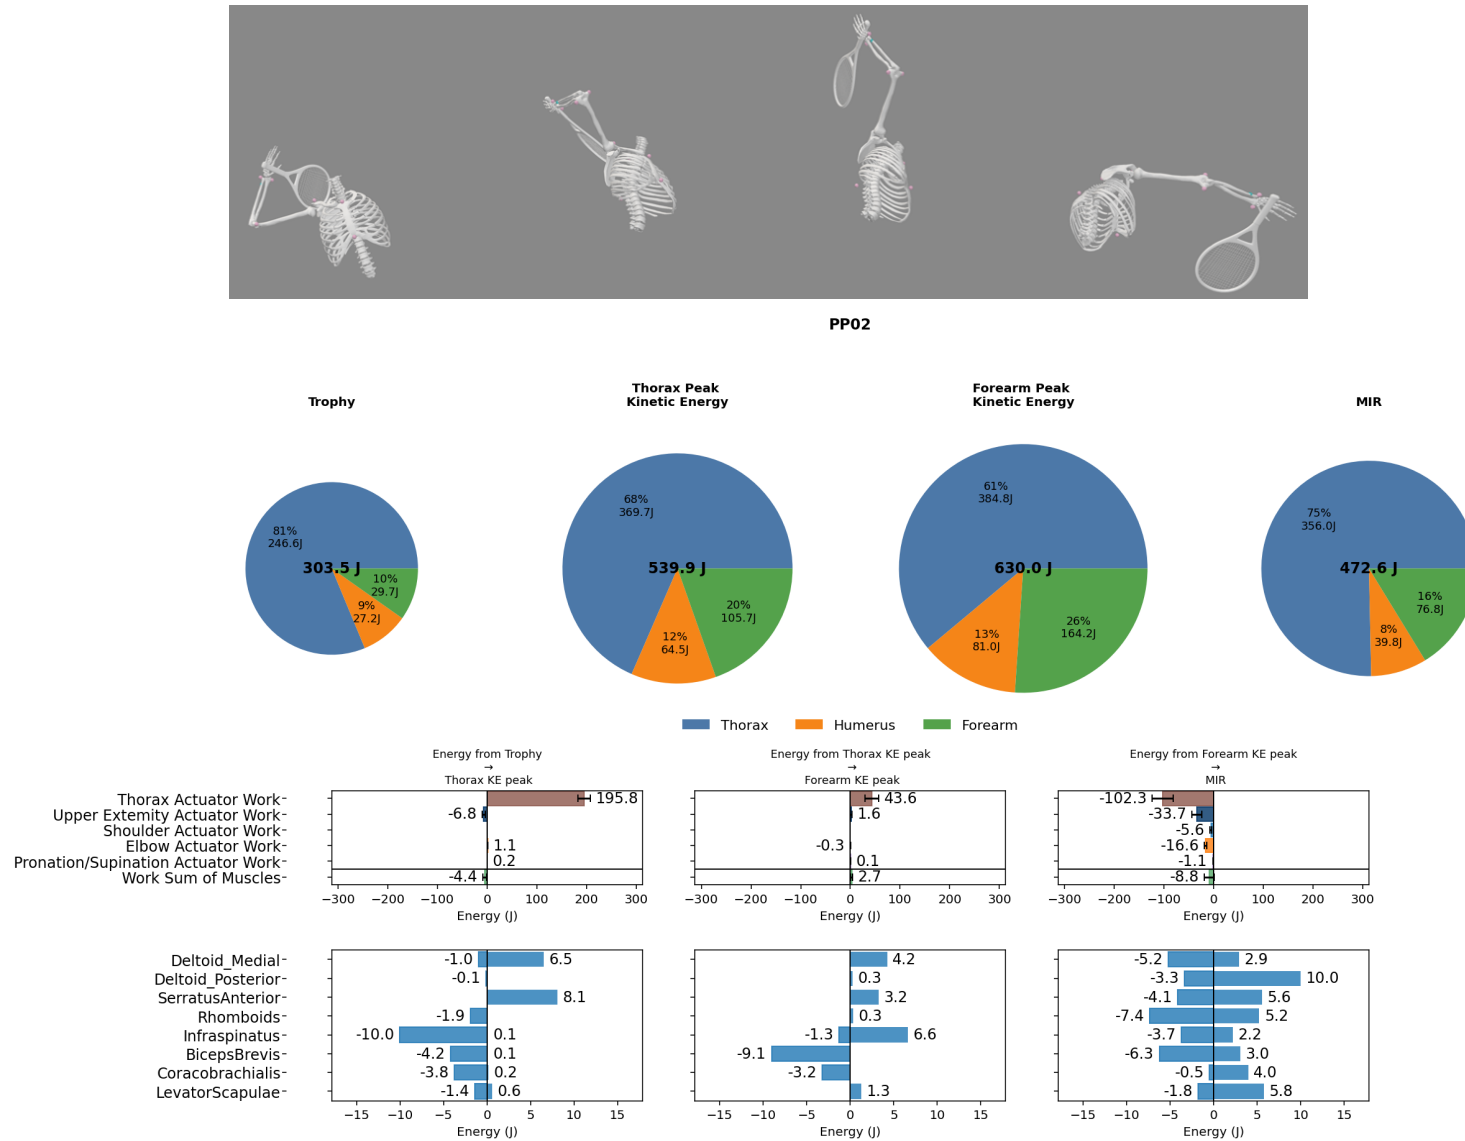 PP02
Trophy
Thorax Peak
Kinetic Energy
Forearm Peak
Kinetic Energy
MIR
81%
246.6J
303.5 J
10%
29.7J
9%
27.2J
68%
369.7J
539.9 J
20%
105.7J
12%
64.5J
61%
384.8J
630.0 J
26%
164.2J
13%
81.0J
75%
356.0J
472.6 J
16%
76.8J
8%
39.8J
Thorax
Humerus
Forearm
Energy from Trophy
→
Thorax KE peak
Energy from Thorax KE peak
→
Forearm KE peak
Energy from Forearm KE peak
→
MIR
Thorax Actuator Work
195.8
43.6
-102.3
Upper Extemity Actuator Work
-6.8
1.6
-33.7
Shoulder Actuator Work
-5.6
Elbow Actuator Work
1.1
-0.3
-16.6
Pronation/Supination Actuator Work
0.2
0.1
-1.1
Work Sum of Muscles
-4.4
2.7
-8.8
−300 −200 −100 0 100 200 300
−300 −200 −100 0 100 200 300
−300 −200 −100 0 100 200 300
Energy (J)
Energy (J)
Energy (J)
Deltoid_Medial
-1.0 6.5
4.2
-5.2 2.9
Deltoid_Posterior
-0.1
0.3
-3.3 10.0
SerratusAnterior
8.1
3.2
-4.1 5.6
Rhomboids
-1.9
0.3
-7.4 5.2
Infraspinatus
-10.0 0.1
-1.3 6.6
-3.7 2.2
BicepsBrevis
-4.2 0.1
-9.1
-6.3 3.0
Coracobrachialis
-3.8 0.2
-3.2
-0.5 4.0
LevatorScapulae
-1.4 0.6
1.3
-1.8 5.8
−15 −10 −5 0 5 10 15
−15 −10 −5 0 5 10 15
−15 −10 −5 0 5 10 15
Energy (J)
Energy (J)
Energy (J)